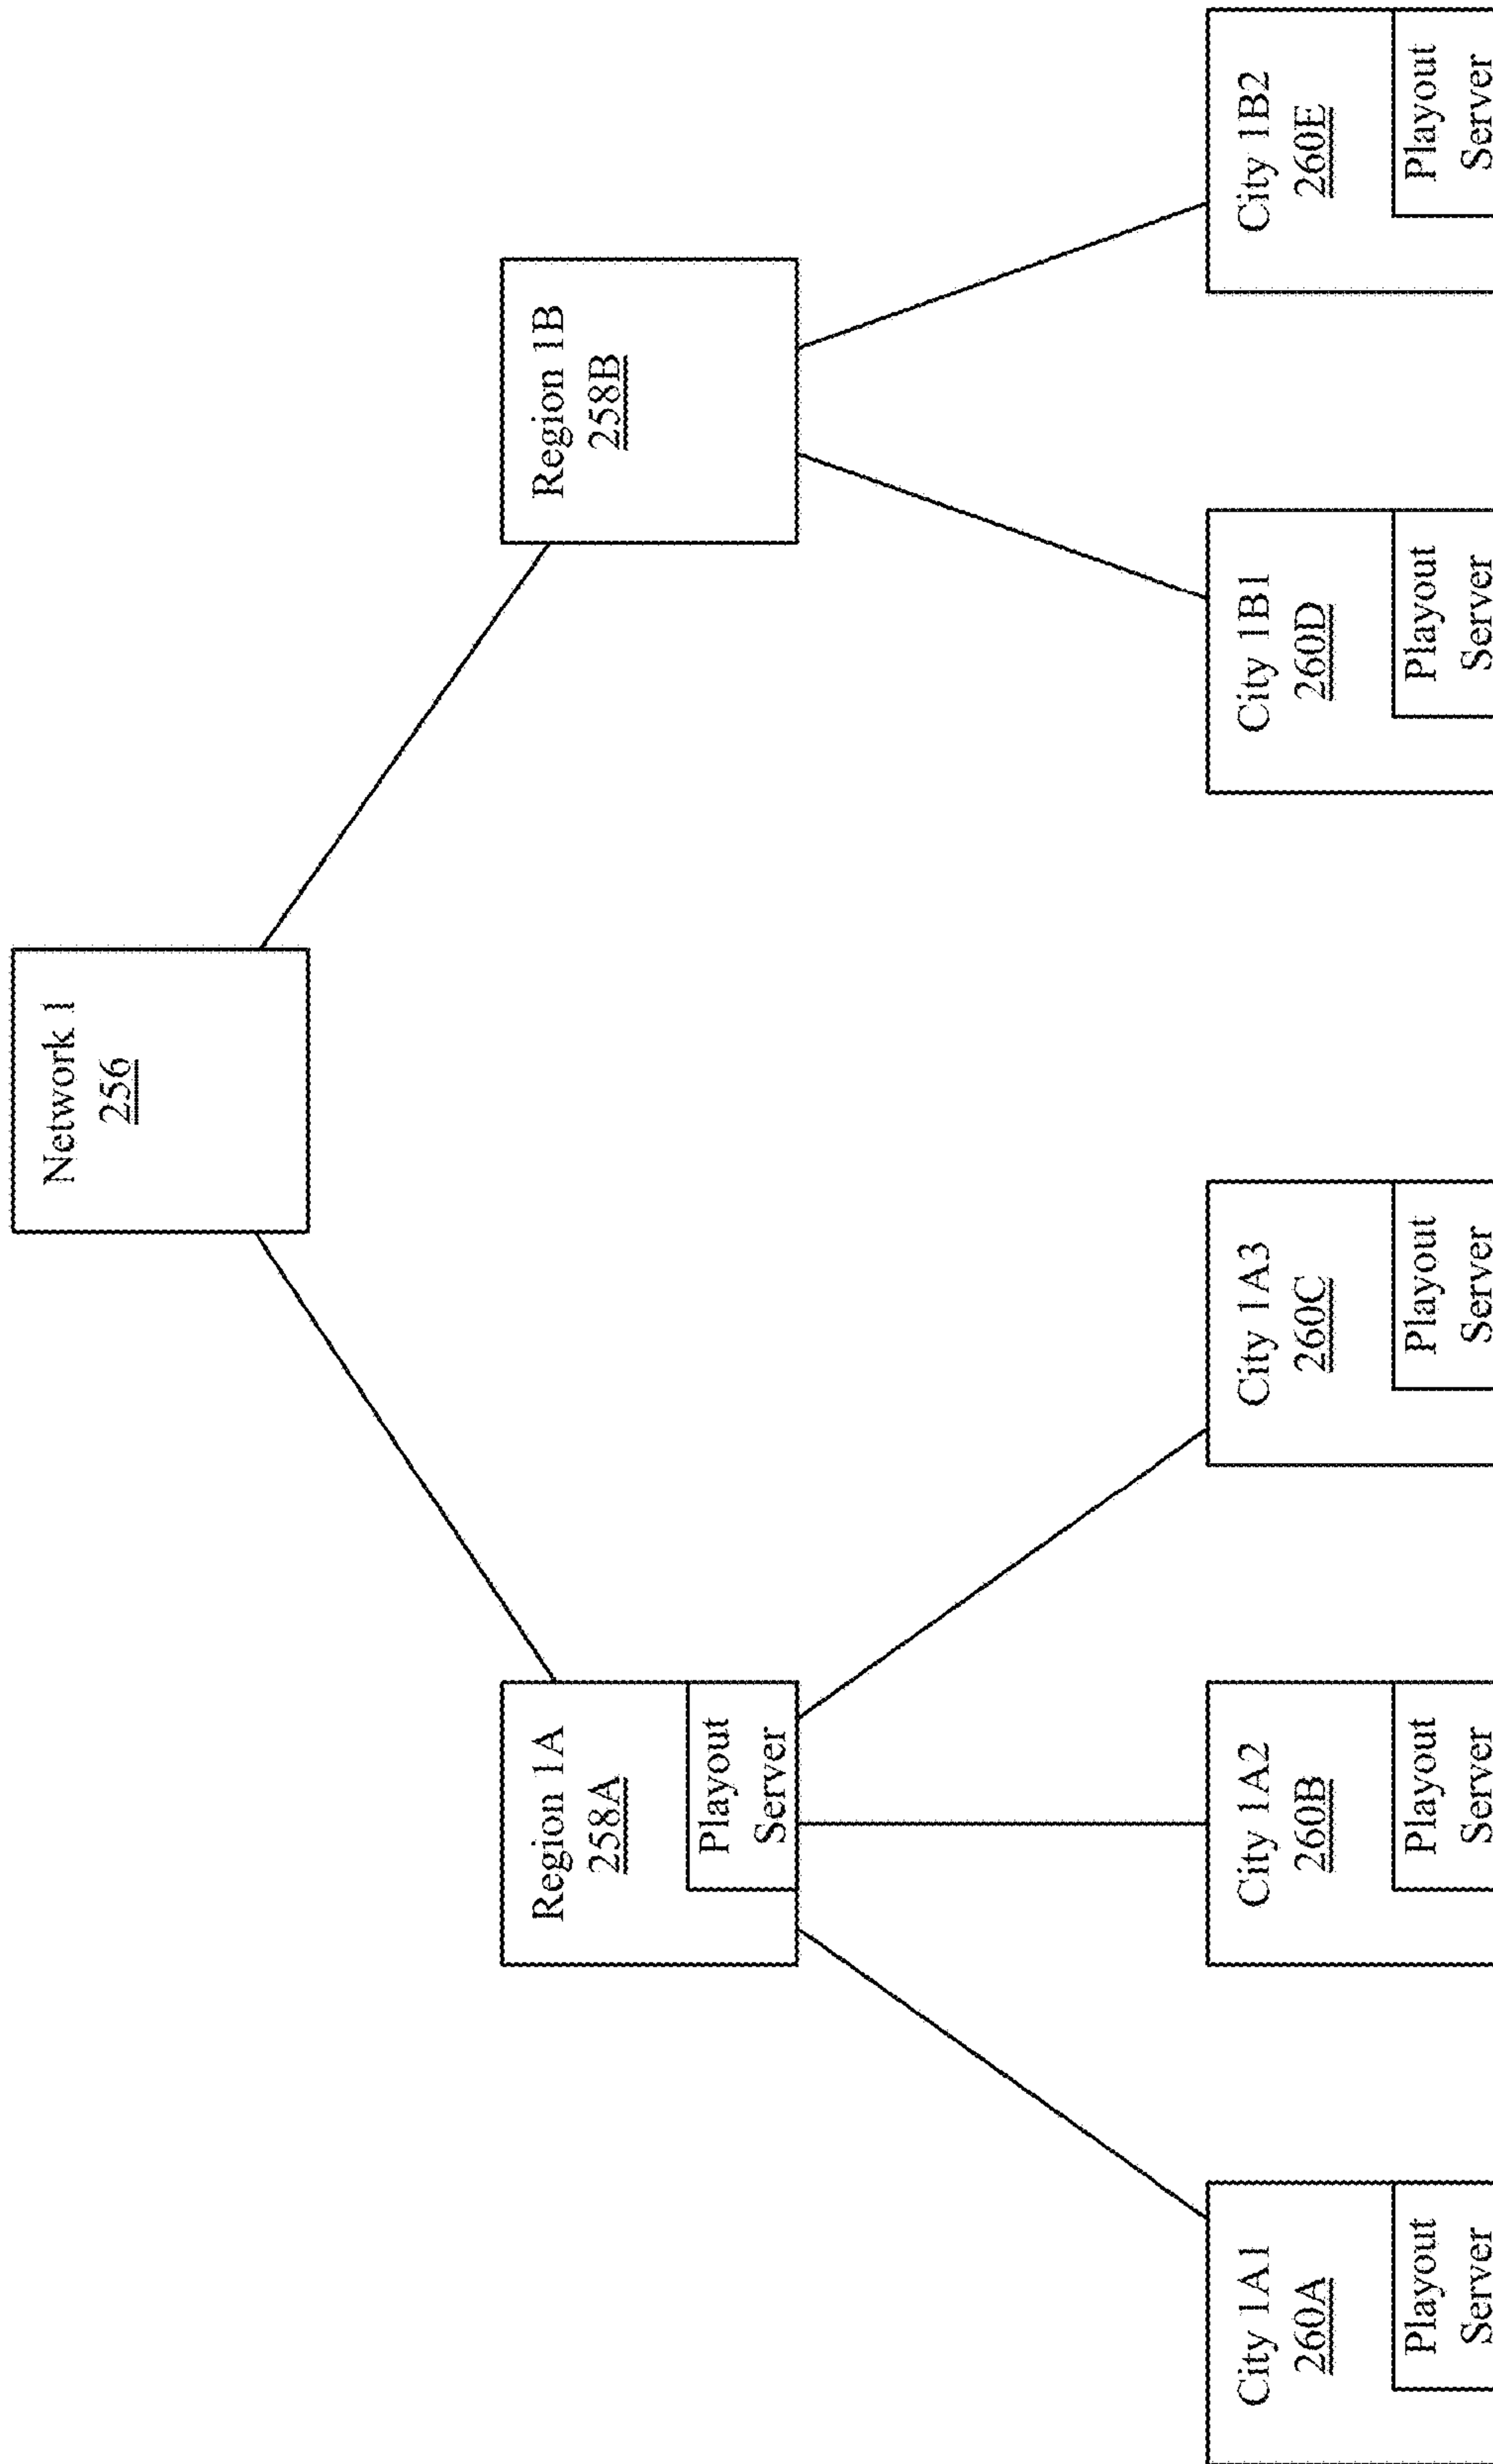 Network 1
256
Region 1A
258A
Playout
Server
Region 1B
258B
City 1A1
260A
Playout
Server
City 1A2
260B
Playout
Server
City 1A3
260C
Playout
Server
City 1B1
260D
Playout
Server
City 1B2
260E
Playout
Server